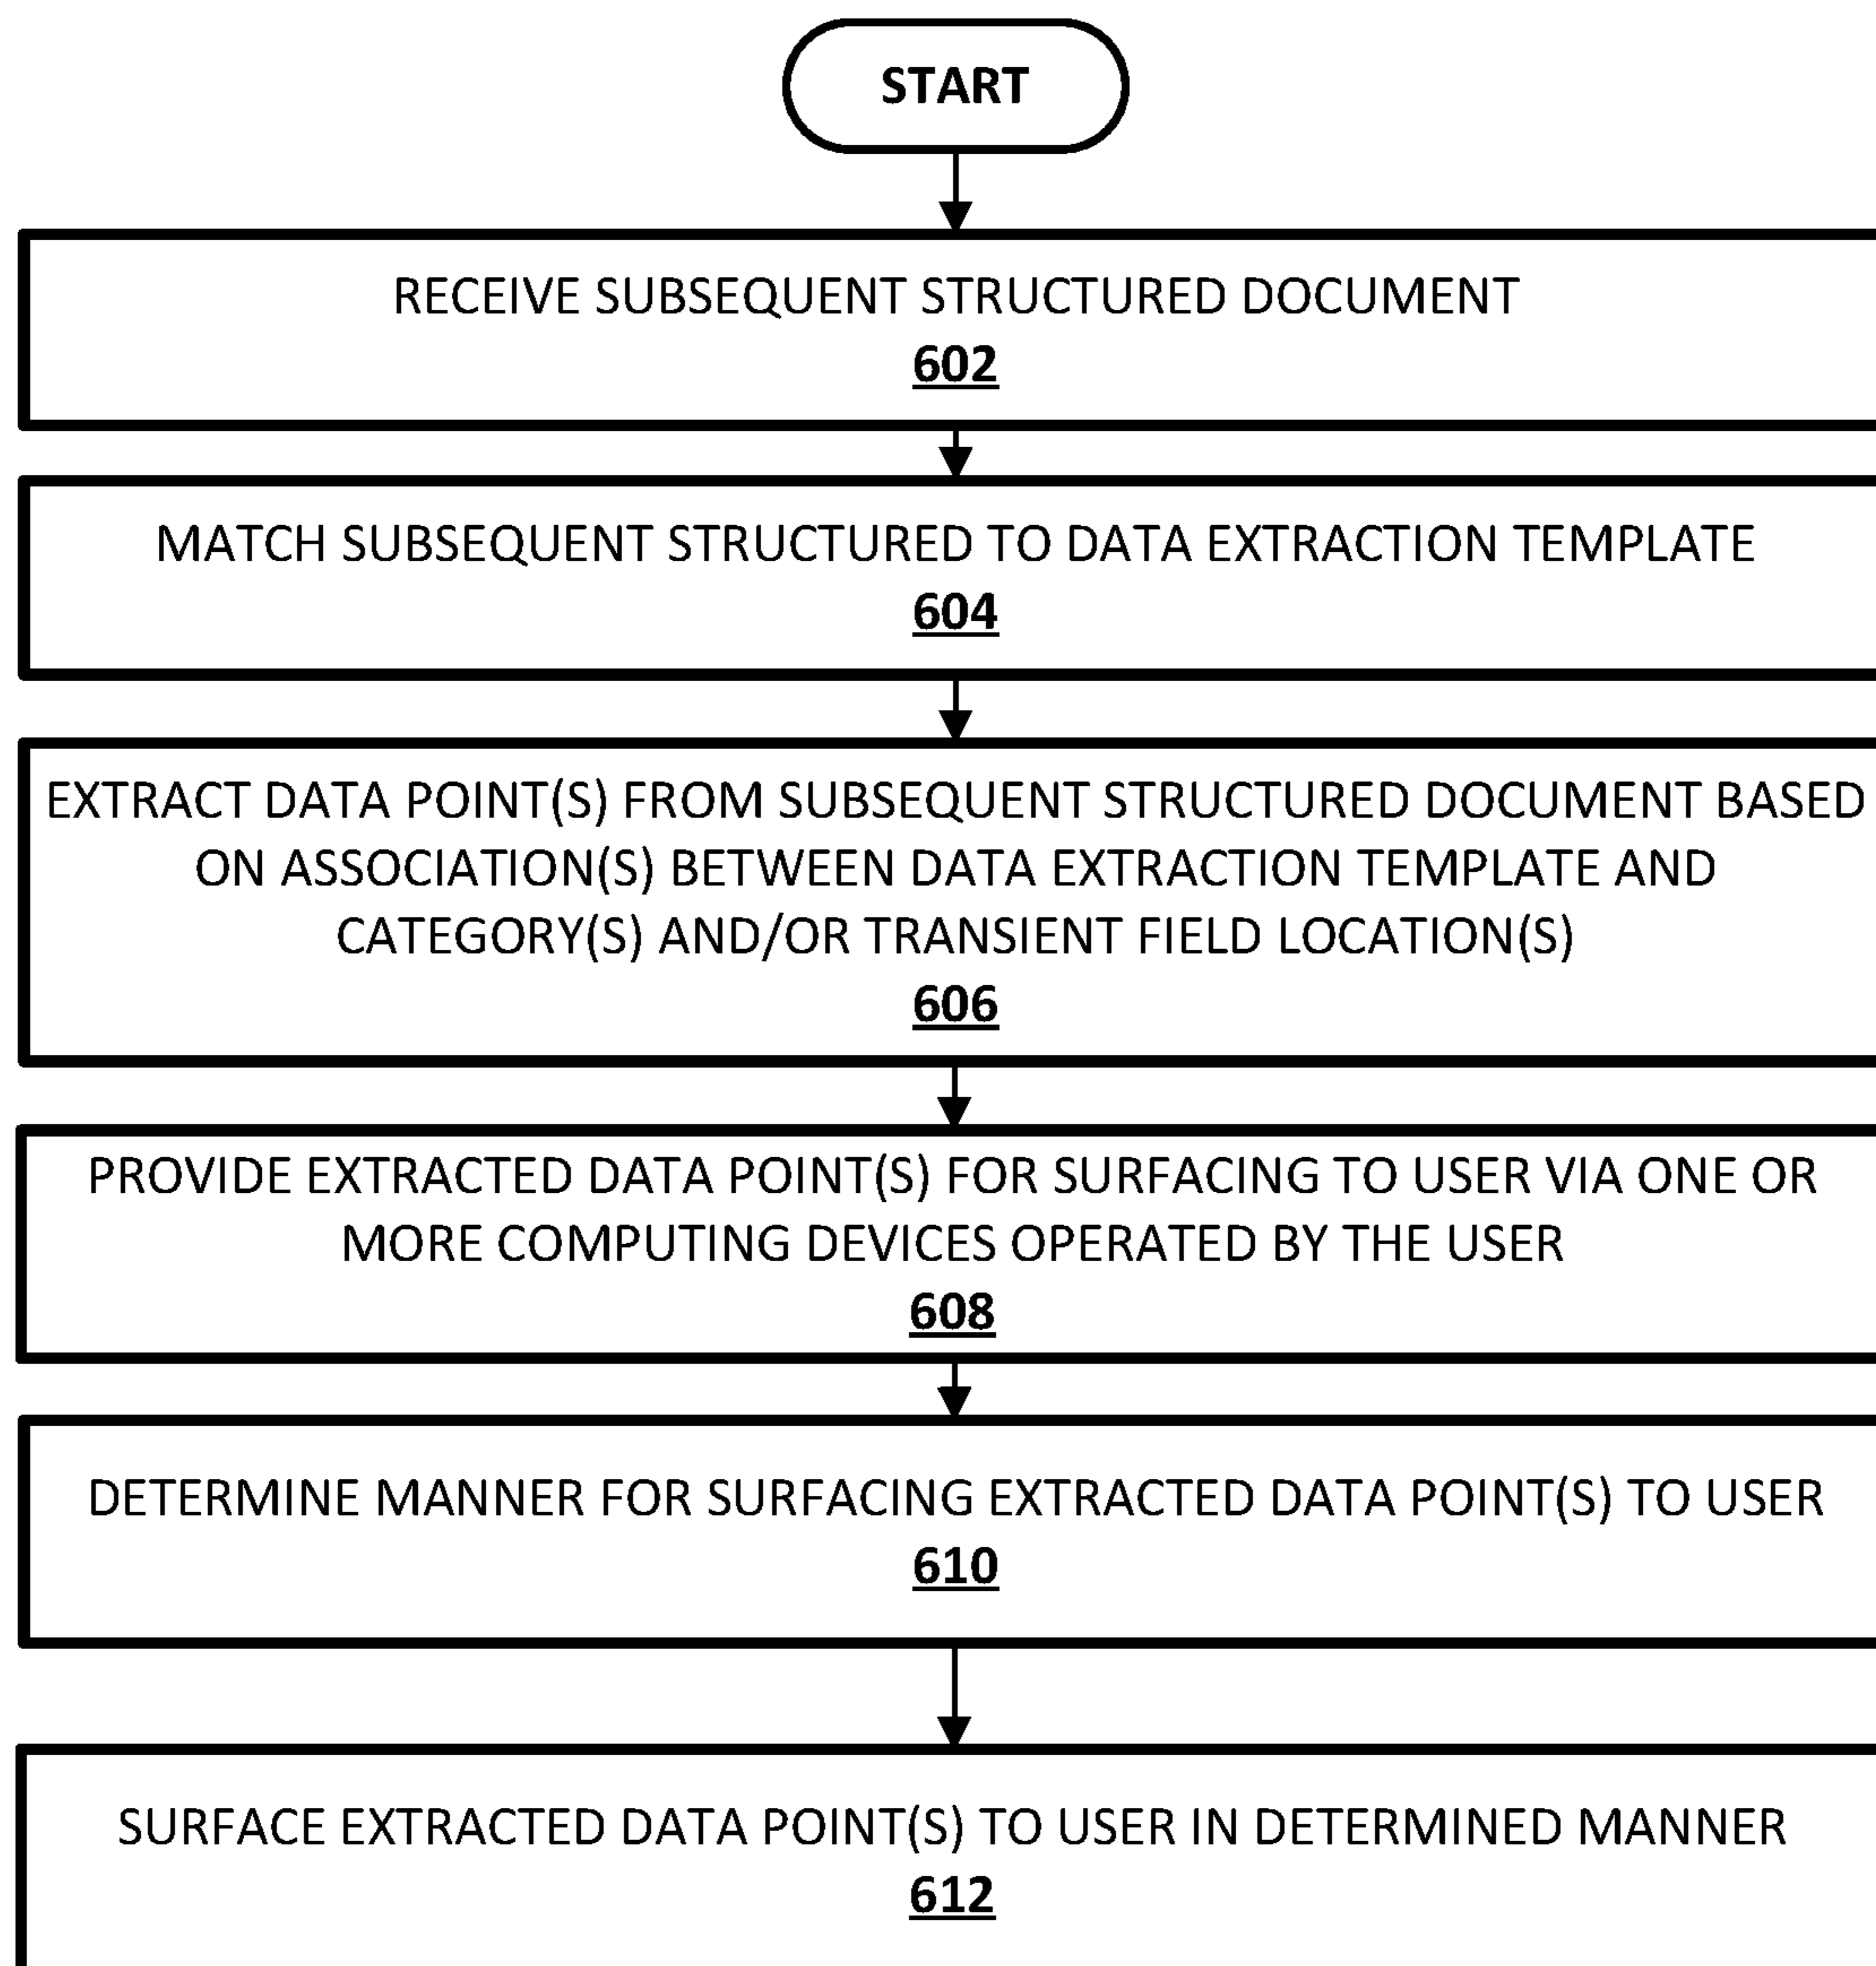 START
RECEIVE SUBSEQUENT STRUCTURED DOCUMENT
602
MATCH SUBSEQUENT STRUCTURED TO DATA EXTRACTION TEMPLATE
604
EXTRACT DATA POINT(S) FROM SUBSEQUENT STRUCTURED DOCUMENT BASED
ON ASSOCIATION(S) BETWEEN DATA EXTRACTION TEMPLATE AND
CATEGORY(S) AND/OR TRANSIENT FIELD LOCATION(S)
606
PROVIDE EXTRACTED DATA POINT(S) FOR SURFACING TO USER VIA ONE OR
MORE COMPUTING DEVICES OPERATED BY THE USER
608
DETERMINE MANNER FOR SURFACING EXTRACTED DATA POINT(S) TO USER
610
SURFACE EXTRACTED DATA POINT(S) TO USER IN DETERMINED MANNER
612